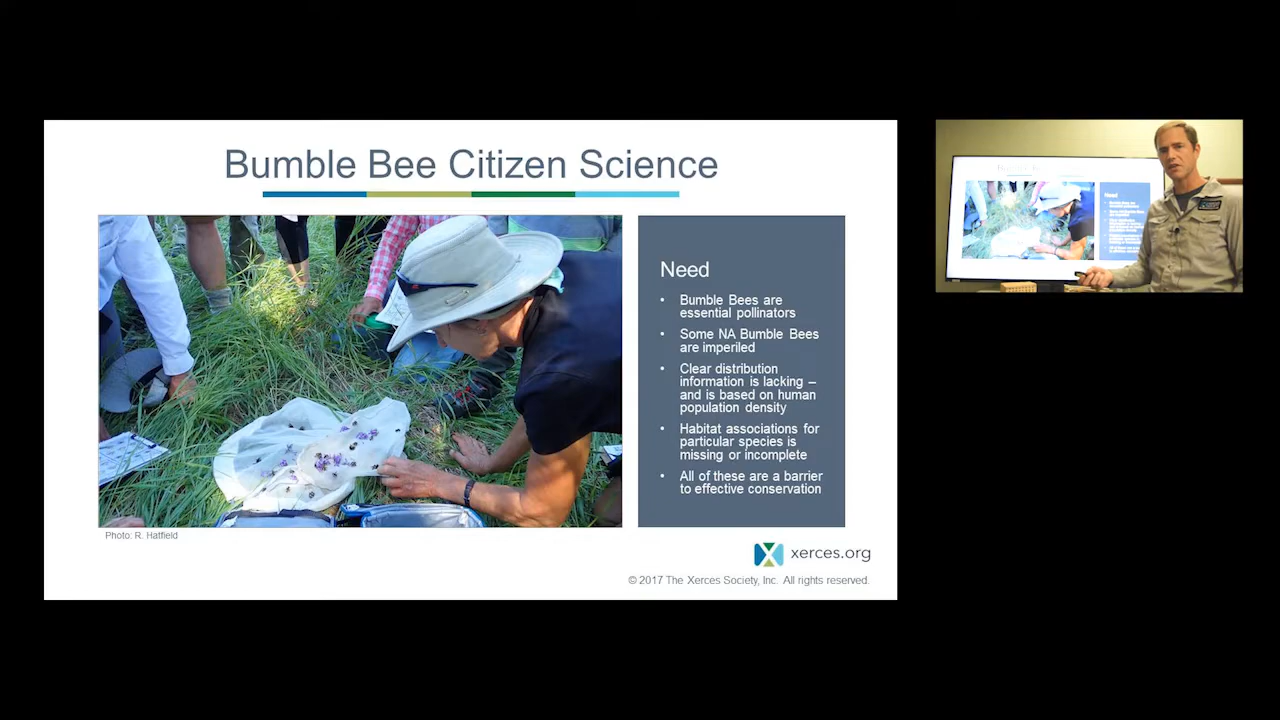 Bumble Bee Citizen Science
Need
• Bumble Bees are
essential pollinators
• Some NA Bumble Bees
are imperiled
• Clear distribution
information is lacking –
and is based on human
population density
• Habitat associations for
particular species is
missing or incomplete
• All of these are a barrier
to effective conservation
Photo: R. Hatfield
xerces.org
© 2017 The Xerces Society, Inc. All rights reserved.
Need